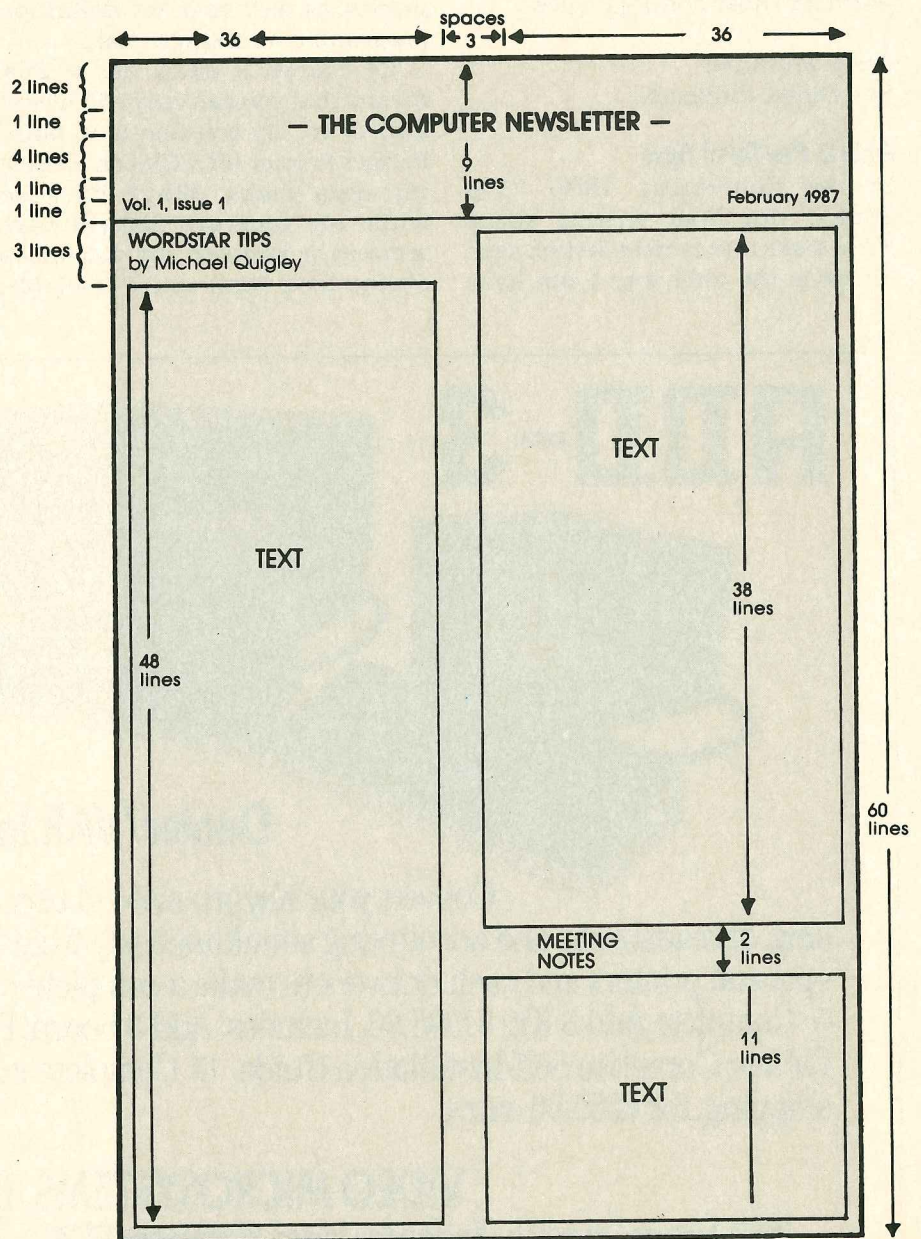 spaces
36
3
36
2 lines
1 line
4 lines
1 line
1 line
3 lines
— THE COMPUTER NEWSLETTER —
9
lines
Vol. 1, Issue 1
February 1987
WORDSTAR TIPS
by Michael Quigley
TEXT
48
lines
TEXT
38
lines
60
lines
MEETING
NOTES
2
lines
TEXT
11
lines